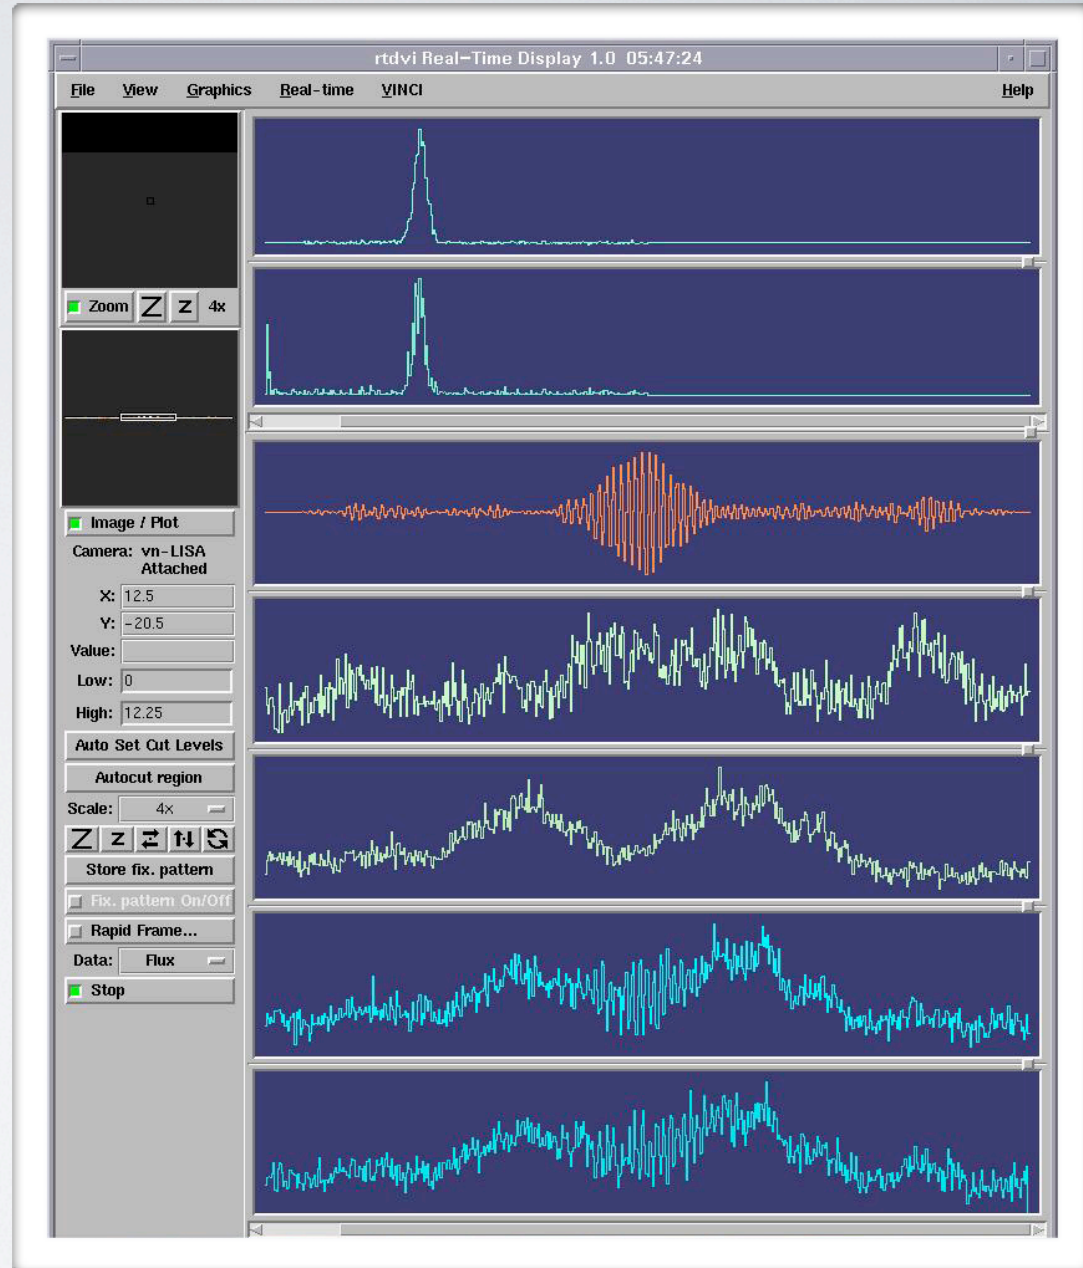 rtdvi Real-Time Display 1.0 05:47:24
File View Graphics Real-time VINCI Help
Zoom Z z 4x
Image / Plot
Camera: vn-LISA
Attached
X: 12.5
Y: -20.5
Value:
Low: 0
High: 12.25
Auto Set Cut Levels
Autocut region
Scale: 4x
Z z
Store fix. pattern
Fix. pattern On/Off
Rapid Frame...
Data: Flux
Stop